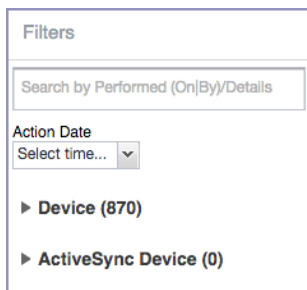 Filters
Search by Performed (On|By)/Details
Action Date
Select time...
Device (870)
ActiveSync Device (0)